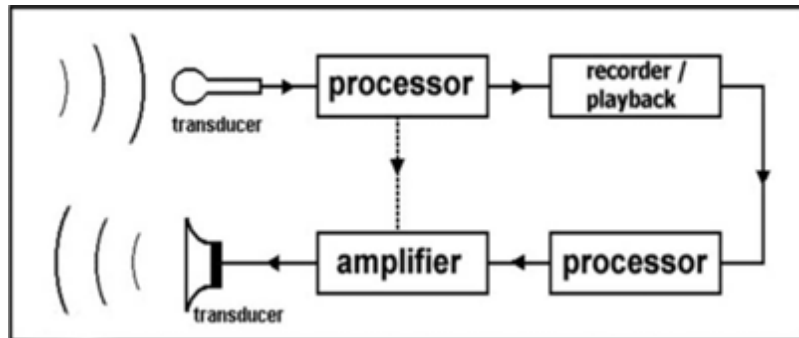 transducer
processor
recorder /
playback
transducer
amplifier
processor